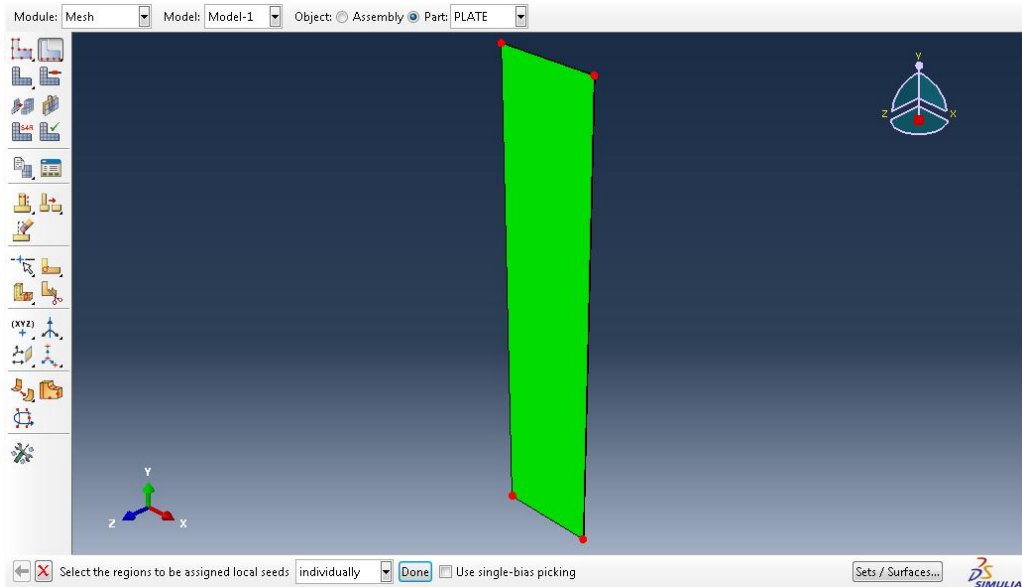 Module: Mesh Model: Model-1 Object: Assembly Part: PLATE
S4R
(XYZ)
Y
Z X
Y
Z X
Select the regions to be assigned local seeds individually Done Use single-bias picking Sets / Surfaces...
SIMULIA